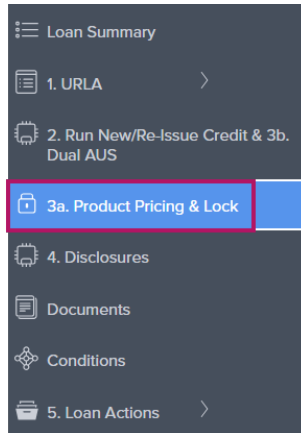 Loan Summary
1. URLA
2. Run New/Re-Issue Credit & 3b.
Dual AUS
3a. Product Pricing & Lock
4. Disclosures
Documents
Conditions
5. Loan Actions